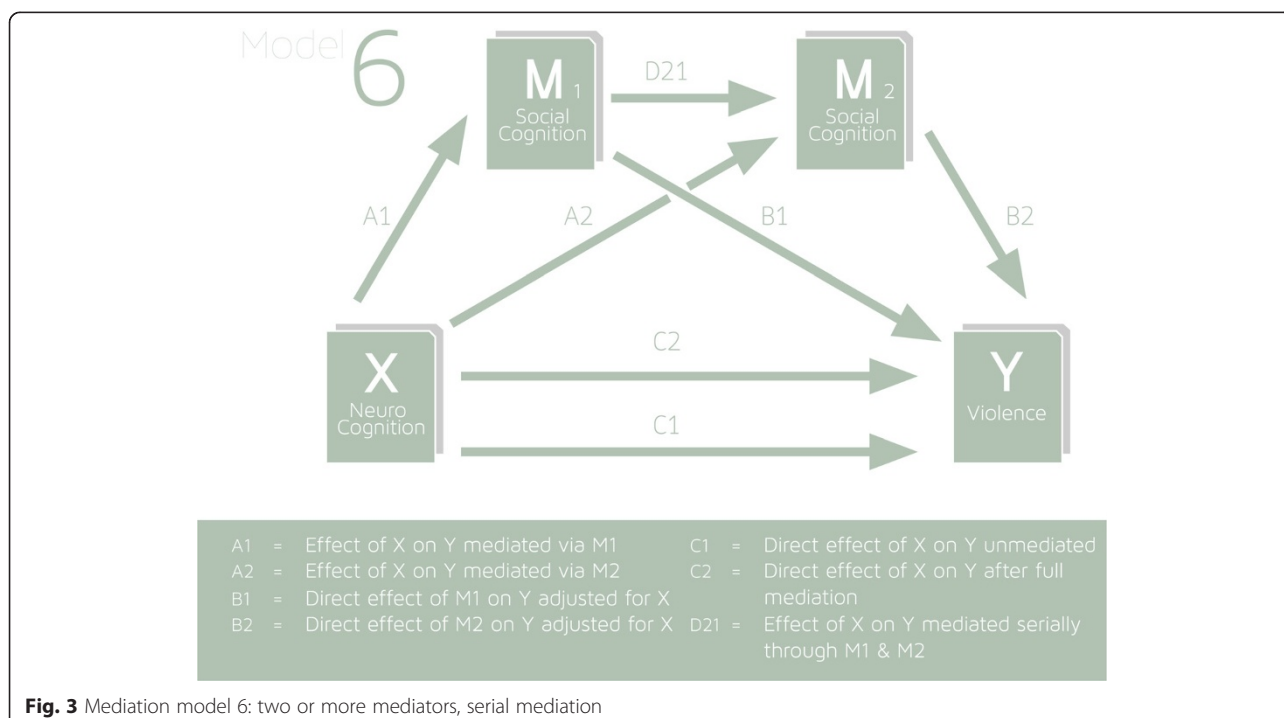 Model 6
M 1
Social
Cognition
D21
M 2
Social
Cognition
A1
A2
B1
B2
X
Neuro
Cognition
C2
C1
Y
Violence
A1 = Effect of X on Y mediated via M1
A2 = Effect of X on Y mediated via M2
B1 = Direct effect of M1 on Y adjusted for X
B2 = Direct effect of M2 on Y adjusted for X
C1 = Direct effect of X on Y unmediated
C2 = Direct effect of X on Y after full
mediation
D21 = Effect of X on Y mediated serially
through M1 & M2
Fig. 3 Mediation model 6: two or more mediators, serial mediation